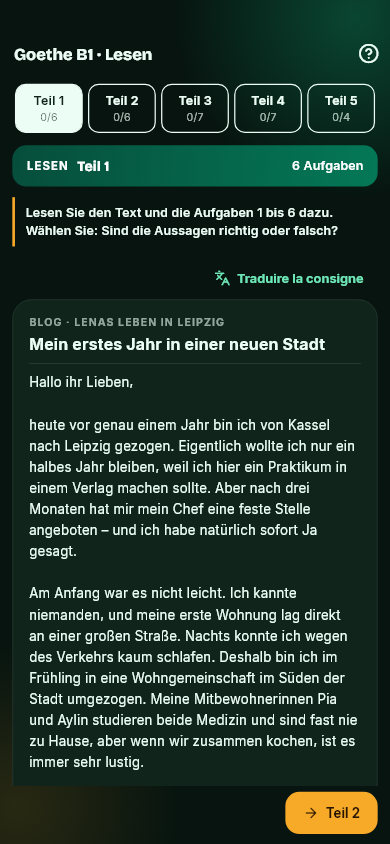 Goethe B1 · Lesen
Teil 1
0/6
Teil 2
0/6
Teil 3
0/7
Teil 4
0/7
Teil 5
0/4
LESEN Teil 1 6 Aufgaben
Lesen Sie den Text und die Aufgaben 1 bis 6 dazu.
Wählen Sie: Sind die Aussagen richtig oder falsch?
Traduire la consigne
BLOG · LENAS LEBEN IN LEIPZIG
Mein erstes Jahr in einer neuen Stadt
Hallo ihr Lieben,
heute vor genau einem Jahr bin ich von Kassel
nach Leipzig gezogen. Eigentlich wollte ich nur ein
halbes Jahr bleiben, weil ich hier ein Praktikum in
einem Verlag machen sollte. Aber nach drei
Monaten hat mir mein Chef eine feste Stelle
angeboten – und ich habe natürlich sofort Ja
gesagt.
Am Anfang war es nicht leicht. Ich kannte
niemanden, und meine erste Wohnung lag direkt
an einer großen Straße. Nachts konnte ich wegen
des Verkehrs kaum schlafen. Deshalb bin ich im
Frühling in eine Wohngemeinschaft im Süden der
Stadt umgezogen. Meine Mitbewohnerinnen Pia
und Aylin studieren beide Medizin und sind fast nie
zu Hause, aber wenn wir zusammen kochen, ist es
immer sehr lustig.
Teil 2